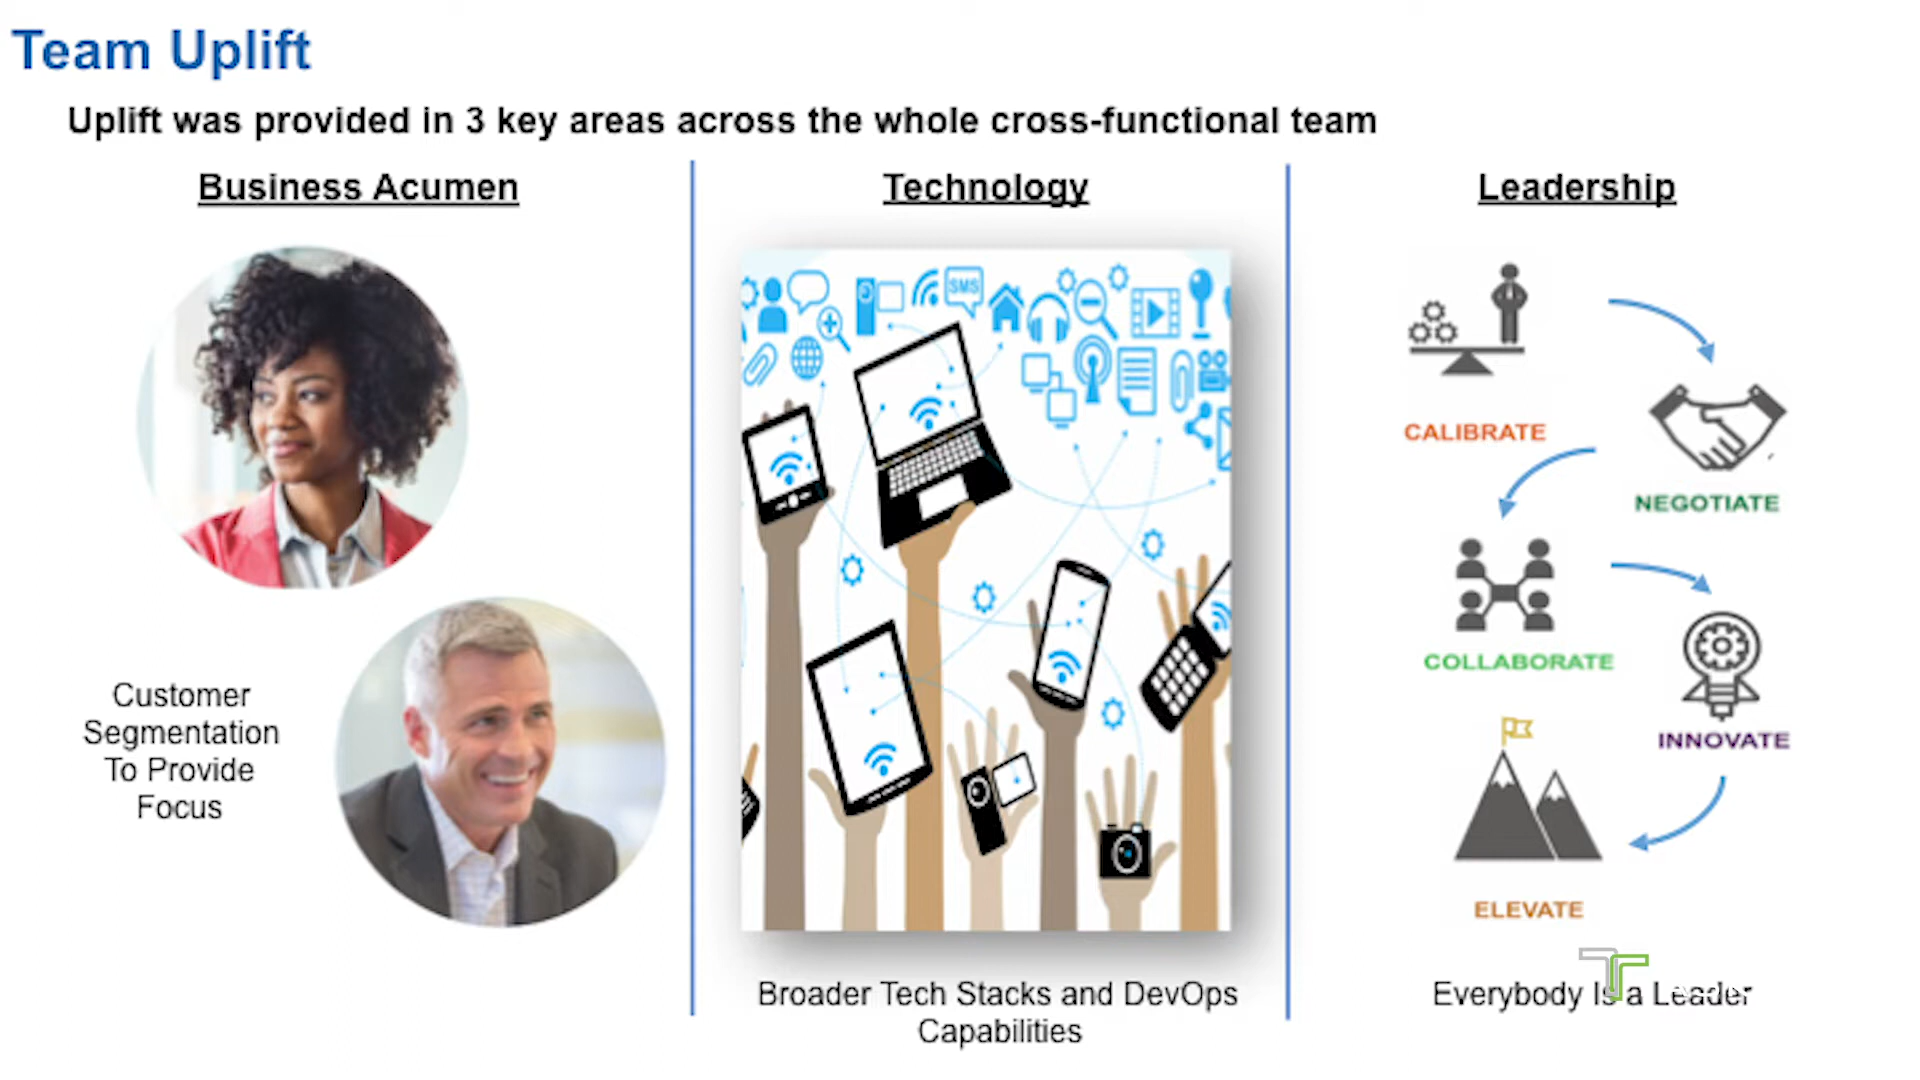 Team Uplift
Uplift was provided in 3 key areas across the whole cross-functional team
Business Acumen
Customer
Segmentation
To Provide
Focus
Technology
SMS
Broader Tech Stacks and DevOps
Capabilities
Leadership
CALIBRATE
NEGOTIATE
COLLABORATE
INNOVATE
ELEVATE
Everybody Is a Leader